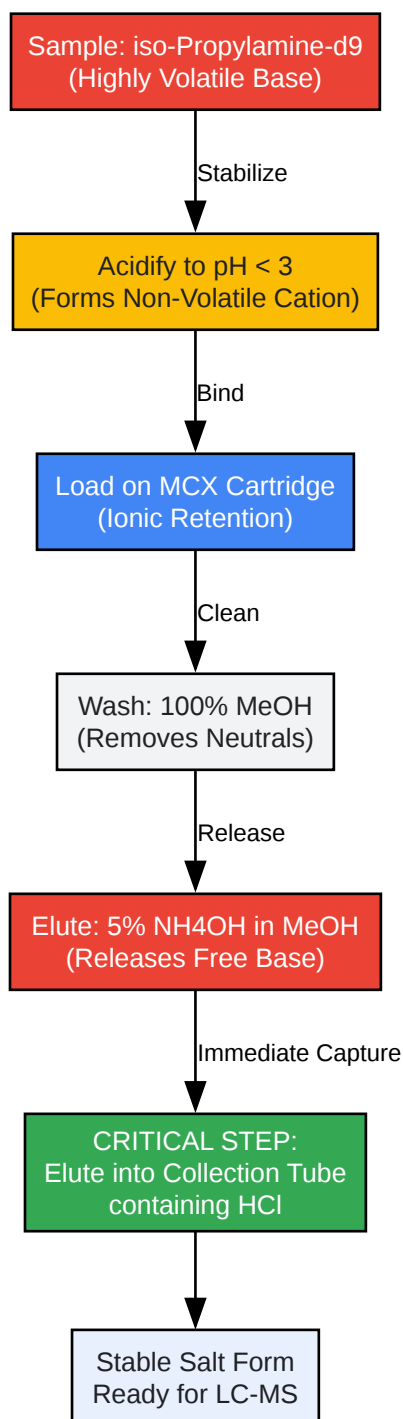 Sample: iso-Propylamine-d9
(Highly Volatile Base)
Stabilize
Acidify to pH < 3
(Forms Non-Volatile Cation)
Bind
Load on MCX Cartridge
(Ionic Retention)
Clean
Wash: 100% MeOH
(Removes Neutrals)
Release
Elute: 5% NH4OH in MeOH
(Releases Free Base)
Immediate Capture
CRITICAL STEP:
Elute into Collection Tube
containing HCl
Stable Salt Form
Ready for LC-MS